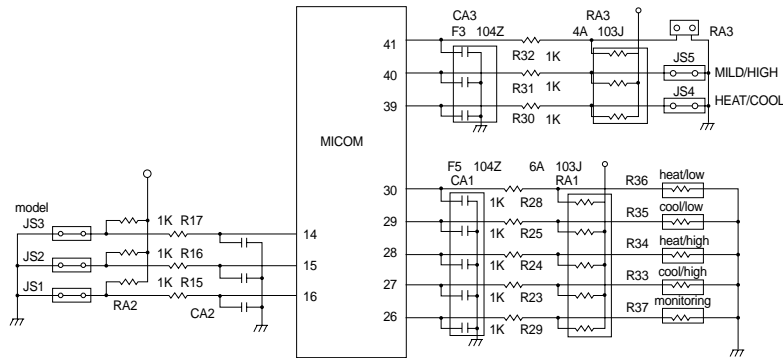 CA3 RA3
F3 104Z 4A 103J
41 R32 1K RA3
40 R31 1K JS5 MILD/HIGH
39 R30 1K JS4 HEAT/COOL
MICOM
F5 104Z 6A 103J
CA1 RA1
30 1K R28 R36 heat/low
29 1K R25 R35 cool/low
28 1K R24 R34 heat/high
27 1K R23 R33 cool/high
26 1K R29 R37 monitoring
model
JS3 1K R17 14
JS2 1K R16 15
JS1 1K R15 16
RA2 CA2